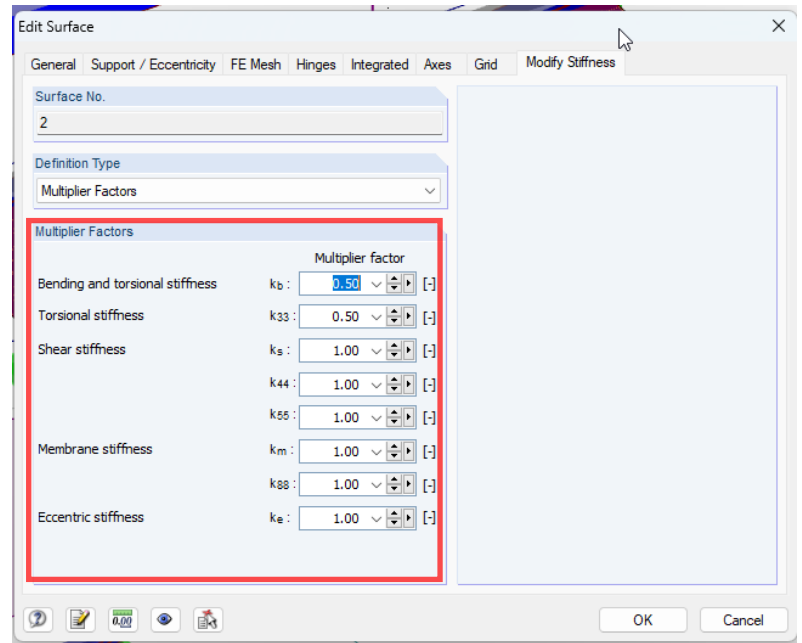 Edit Surface
General Support / Eccentricity FE Mesh Hinges Integrated Axes Grid Modify Stiffness
Surface No.
2
Definition Type
Multiplier Factors
Multiplier Factors
Multiplier factor
Bending and torsional stiffness kb : 0.50 [-]
Torsional stiffness k33 : 0.50 [-]
Shear stiffness ks : 1.00 [-]
k44 : 1.00 [-]
k55 : 1.00 [-]
Membrane stiffness km : 1.00 [-]
k88 : 1.00 [-]
Eccentric stiffness ke : 1.00 [-]
0.00
OK Cancel